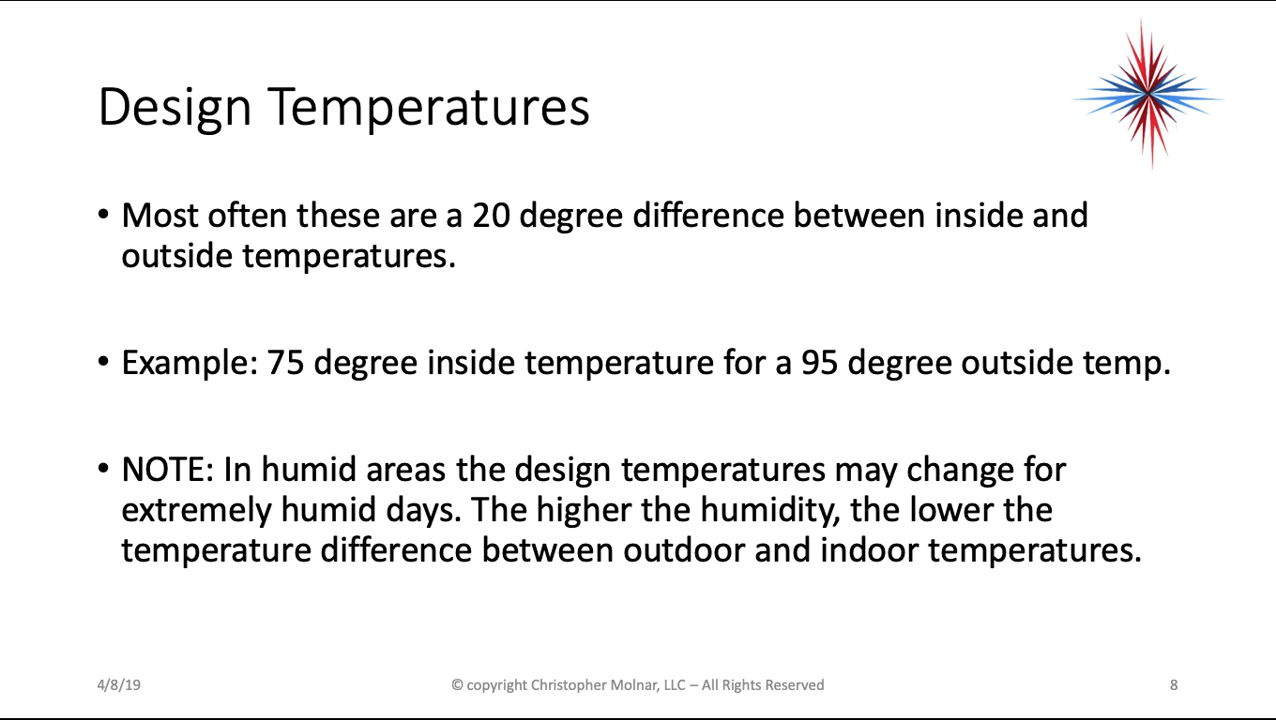 Design Temperatures
• Most often these are a 20 degree difference between inside and
outside temperatures.
• Example: 75 degree inside temperature for a 95 degree outside temp.
• NOTE: In humid areas the design temperatures may change for
extremely humid days. The higher the humidity, the lower the
temperature difference between outdoor and indoor temperatures.
4/8/19
© copyright Christopher Molnar, LLC – All Rights Reserved
8